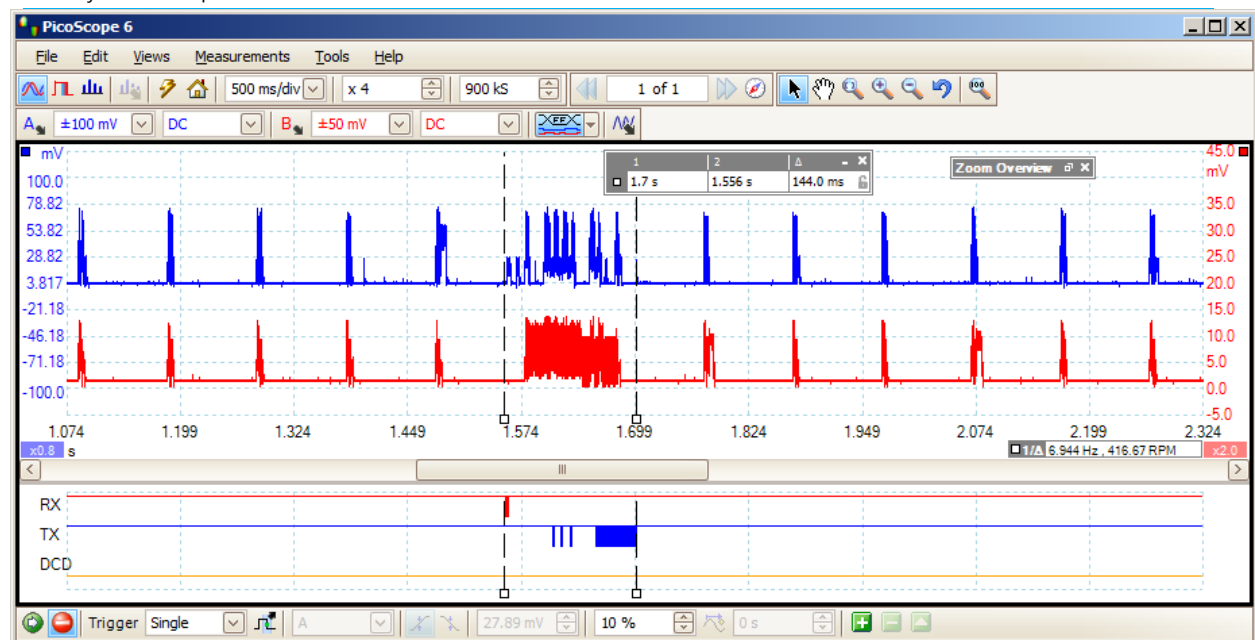 PicoScope 6
File Edit Views Measurements Tools Help
500 ms/div x 4 900 kS 1 of 1
A ±100 mV DC B ±50 mV DC
mV 1 2 Δ 45.0
1.7 s 1.556 s 144.0 ms Zoom Overview mV
100.0
78.82 35.0
53.82 30.0
28.82 25.0
3.817 20.0
-21.18 15.0
-46.18 10.0
-71.18 5.0
-100.0 0.0
-5.0
1.074 1.199 1.324 1.449 1.574 1.699 1.824 1.949 2.074 2.199 2.324
x0.8 s 1/Δ 6.944 Hz , 416.67 RPM x2.0
RX
TX
DCD
Trigger Single A 27.89 mV 10 % 0 s